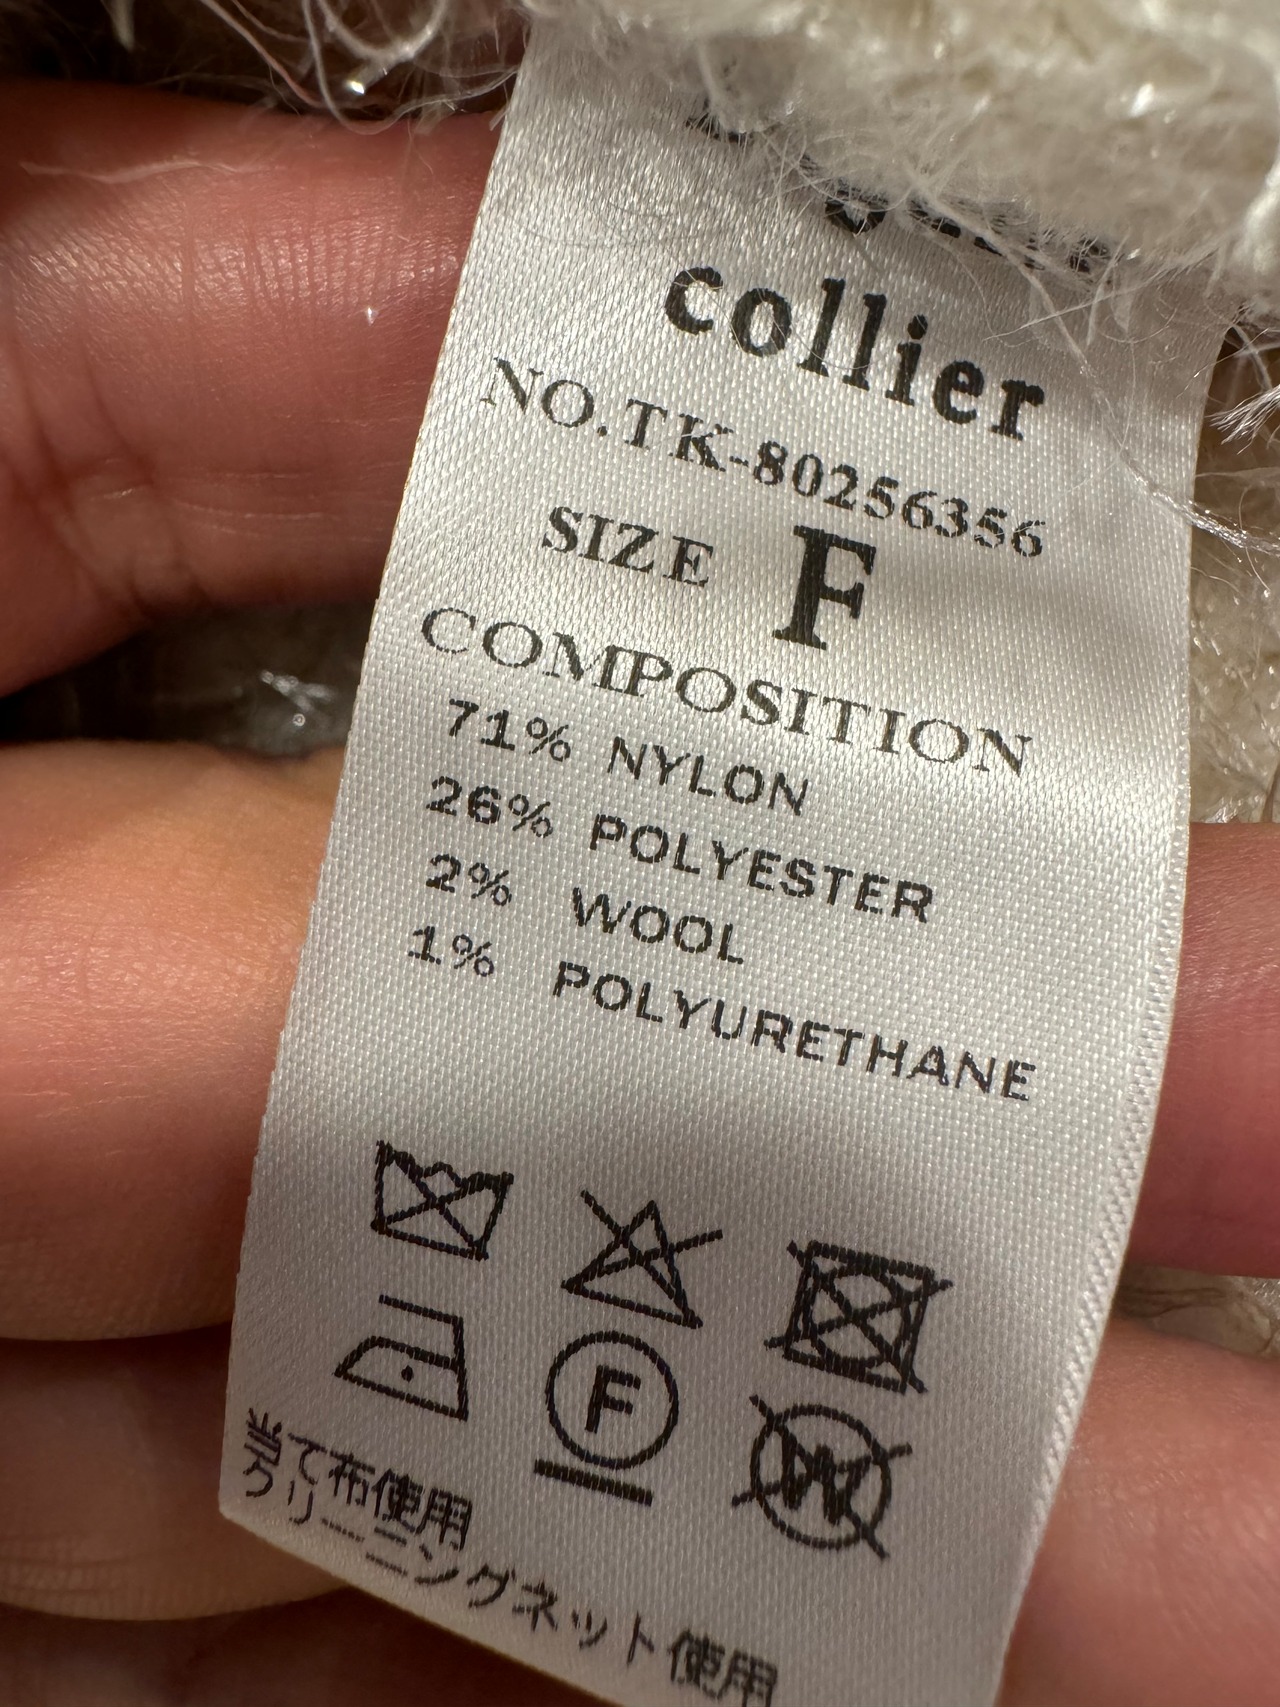 collier
NO.TK-80256356
SIZE F
COMPOSITION
71% NYLON
26% POLYESTER
2% WOOL
1% POLYURETHANE
F
W
当て布使用
クリーニングネット使用